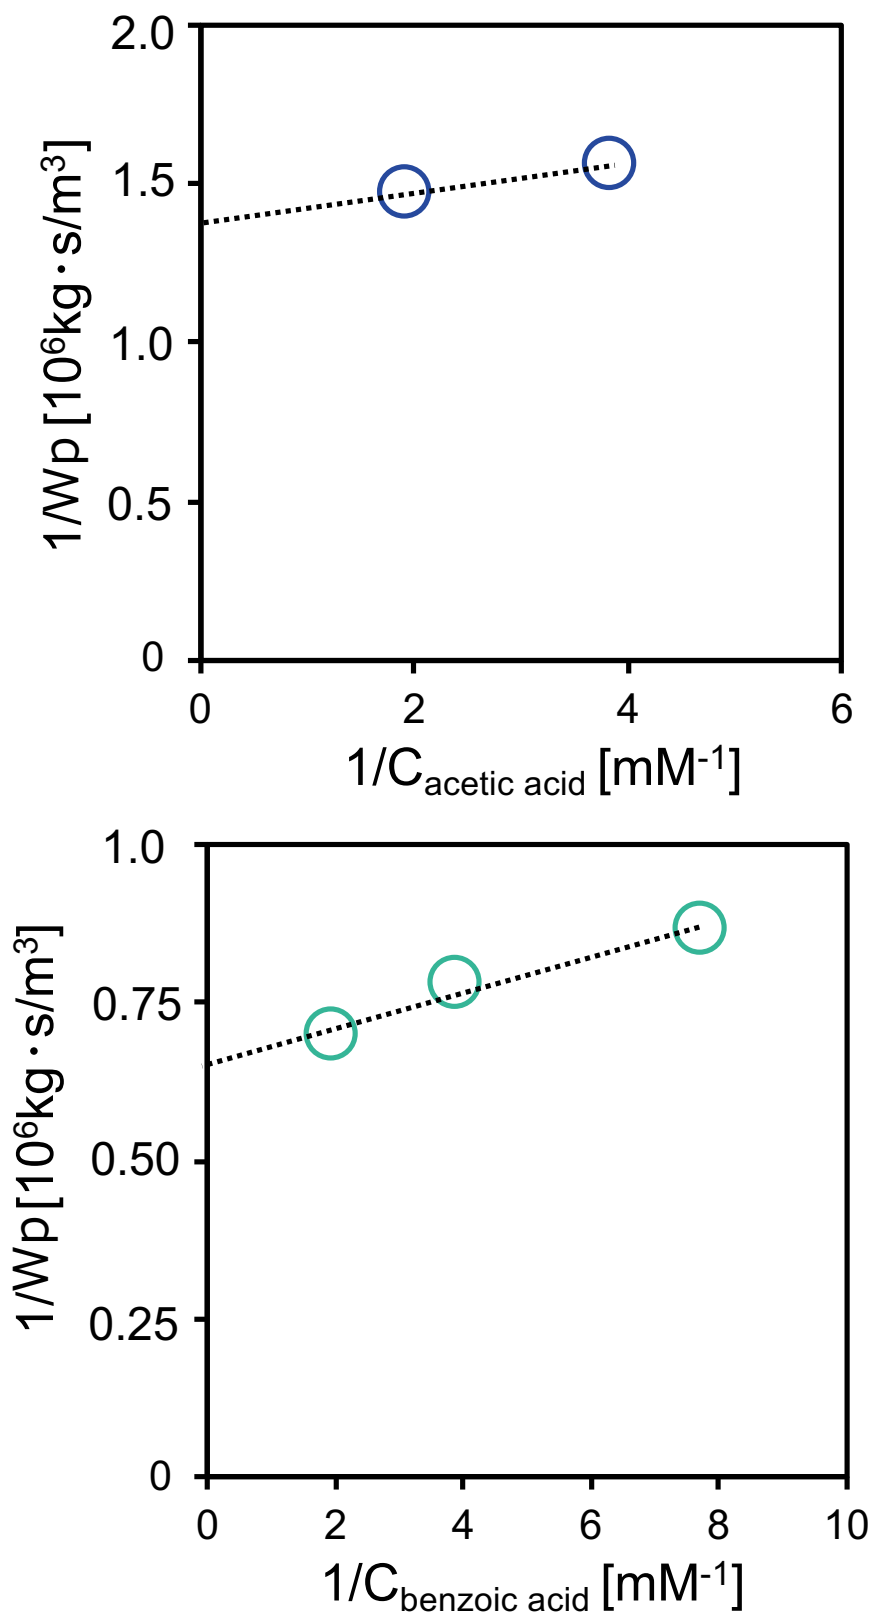 2.0
1.5
1.0
0.5
0
1/Wp [10⁶kg・s/m³]
0 2 4 6
1/C_acetic acid [mM⁻¹]
1.0
0.75
0.50
0.25
0
1/Wp [10⁶kg・s/m³]
0 2 4 6 8 10
1/C_benzoic acid [mM⁻¹]